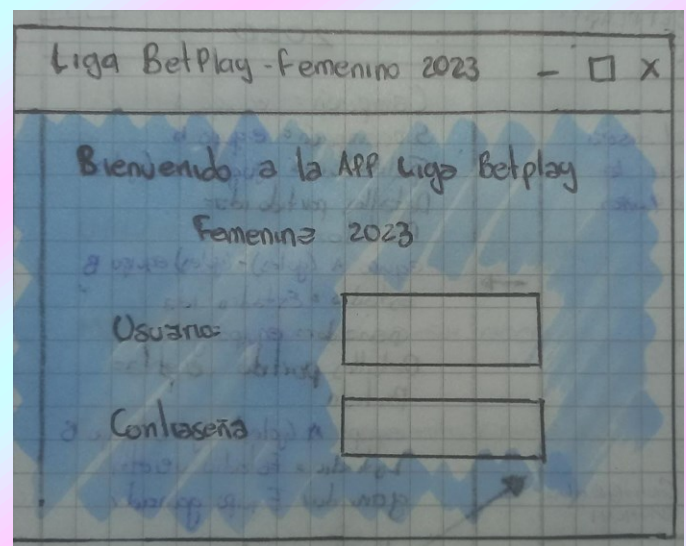 Liga BetPlay-Femenino 2023 - □ X
Bienvenido a la APP Liga Betplay
Femenina 2023
Usuario:
Contraseña